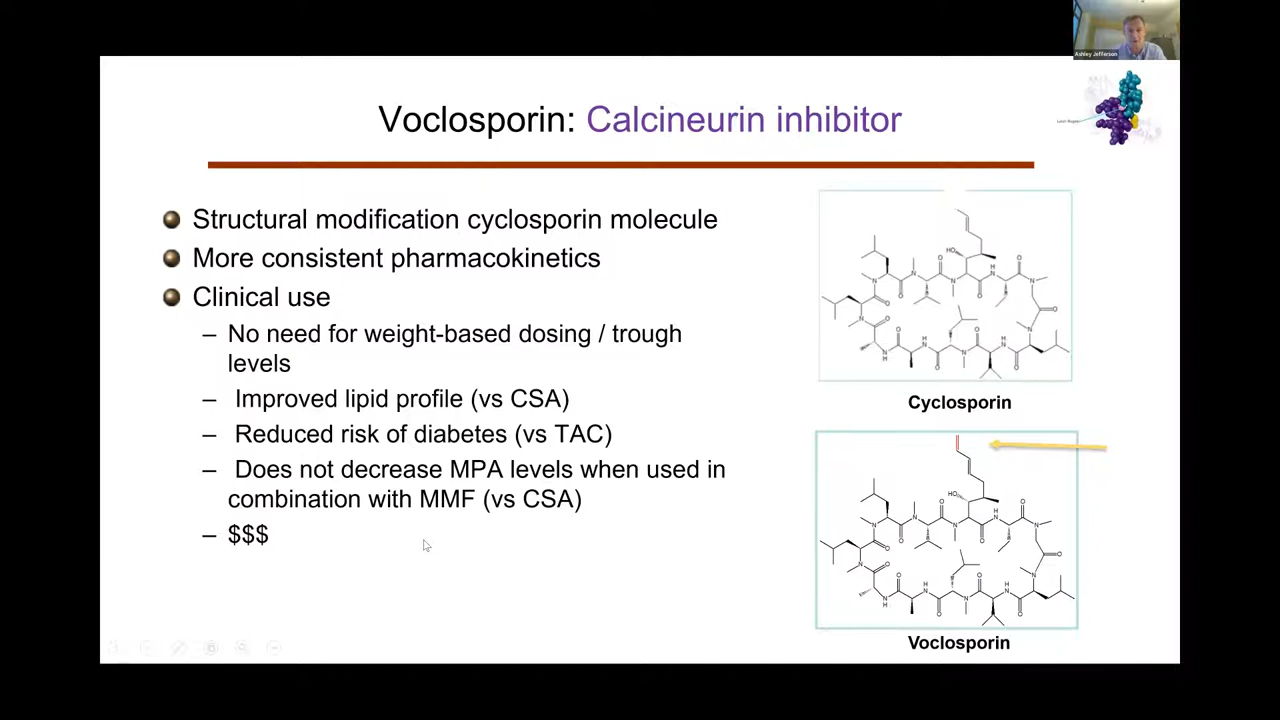 Ashley Jefferson
Voclosporin: Calcineurin inhibitor
Structural modification cyclosporin molecule
More consistent pharmacokinetics
Clinical use
– No need for weight-based dosing / trough
levels
– Improved lipid profile (vs CSA)
– Reduced risk of diabetes (vs TAC)
– Does not decrease MPA levels when used in
combination with MMF (vs CSA)
– $$$
Cyclosporin
Voclosporin